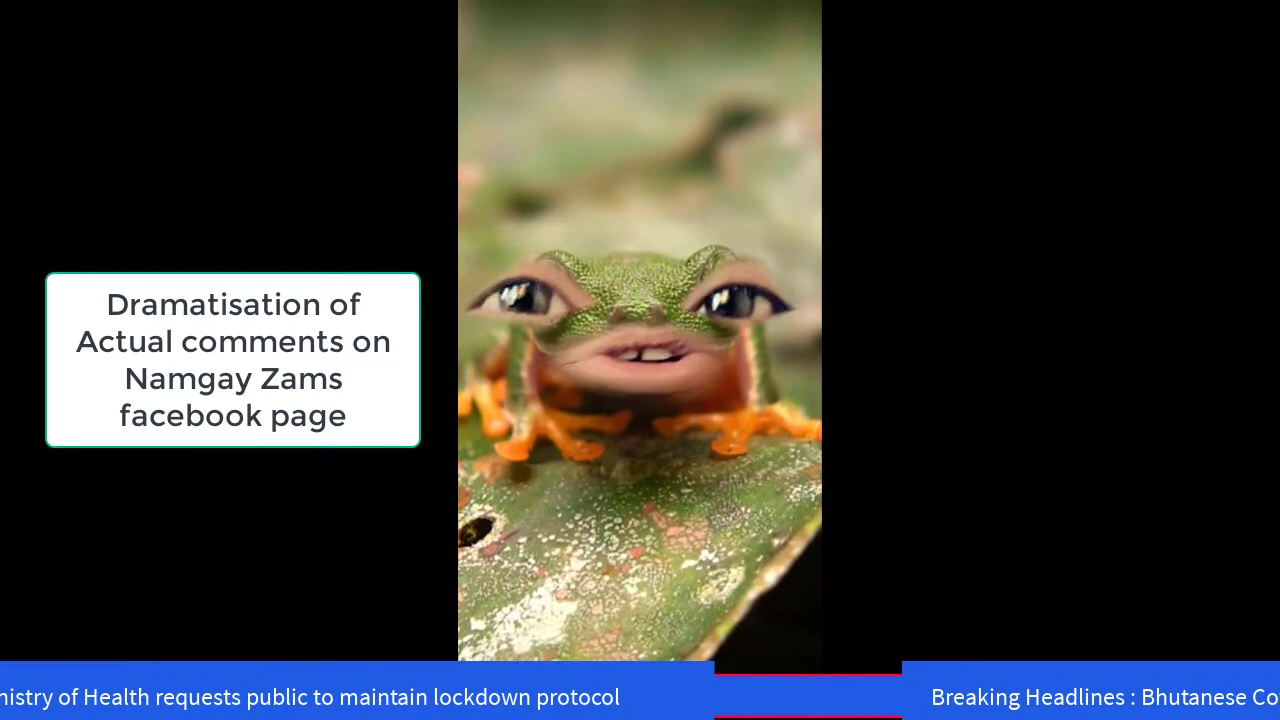 Dramatisation of
Actual comments on
Namgay Zams
facebook page
nistry of Health requests public to maintain lockdown protocol
Breaking Headlines : Bhutanese Co